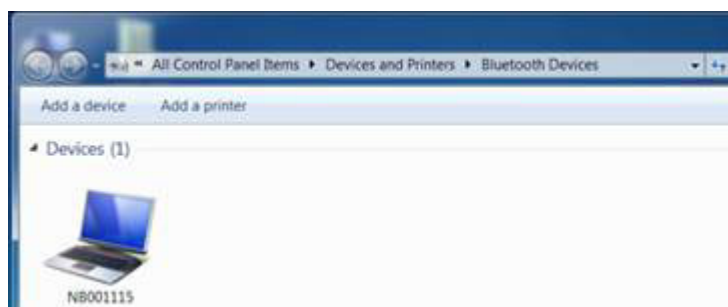 All Control Panel Items ▸ Devices and Printers ▸ Bluetooth Devices
Add a device Add a printer
Devices (1)
NB001115